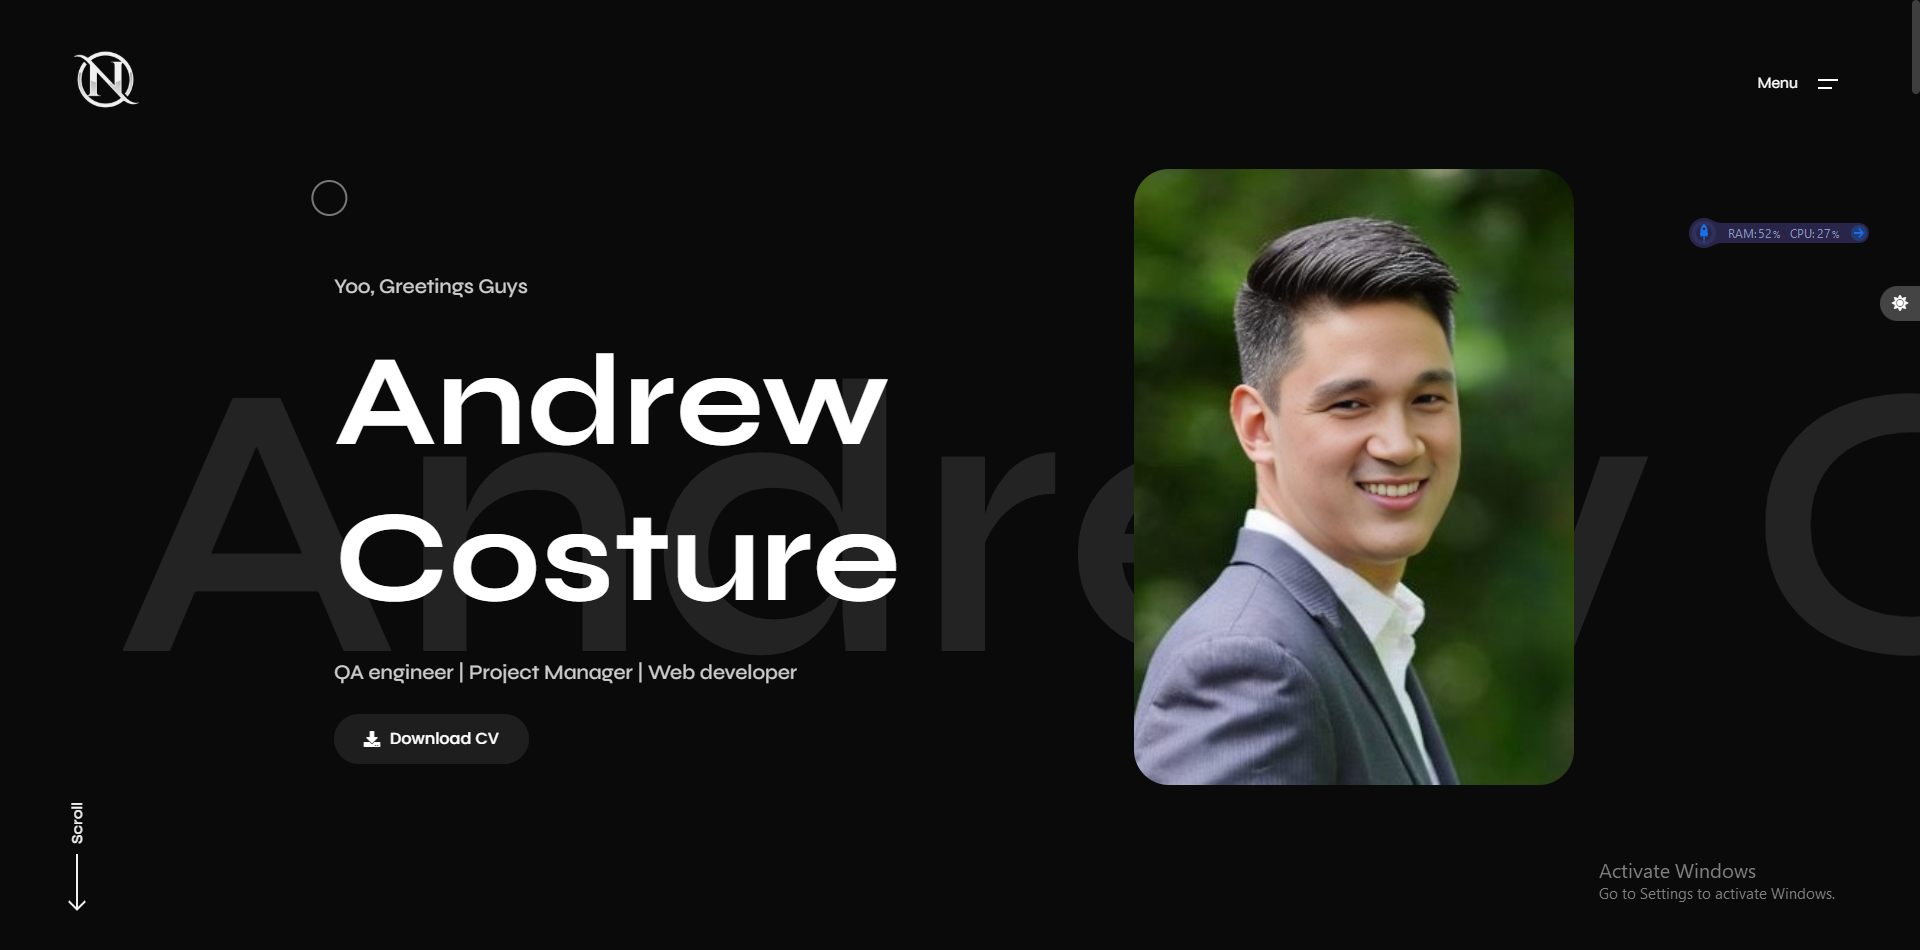 N
Menu
RAM:52% CPU:27%
Yoo, Greetings Guys
Andrew
Costure
Andrew C
QA engineer | Project Manager | Web developer
Download CV
Scroll
Activate Windows
Go to Settings to activate Windows.